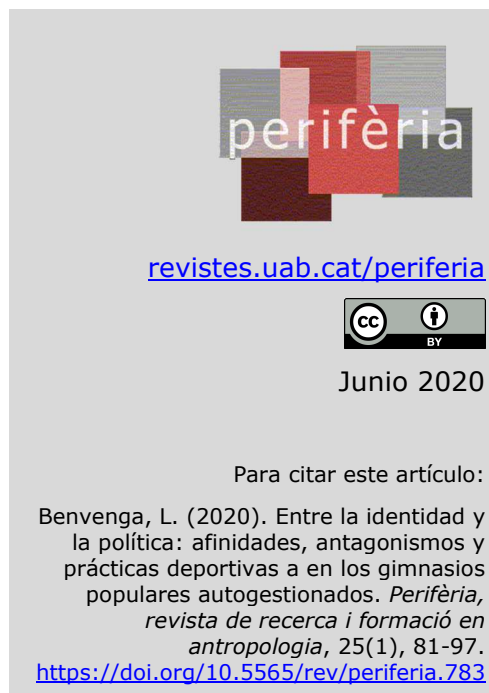 perifèria
revistes.uab.cat/periferia
cc
BY
Junio 2020
Para citar este artículo:
Benvenga, L. (2020). Entre la identidad y
la política: afinidades, antagonismos y
prácticas deportivas a en los gimnasios
populares autogestionados. Perifèria,
revista de recerca i formació en
antropologia, 25(1), 81-97.
https://doi.org/10.5565/rev/periferia.783